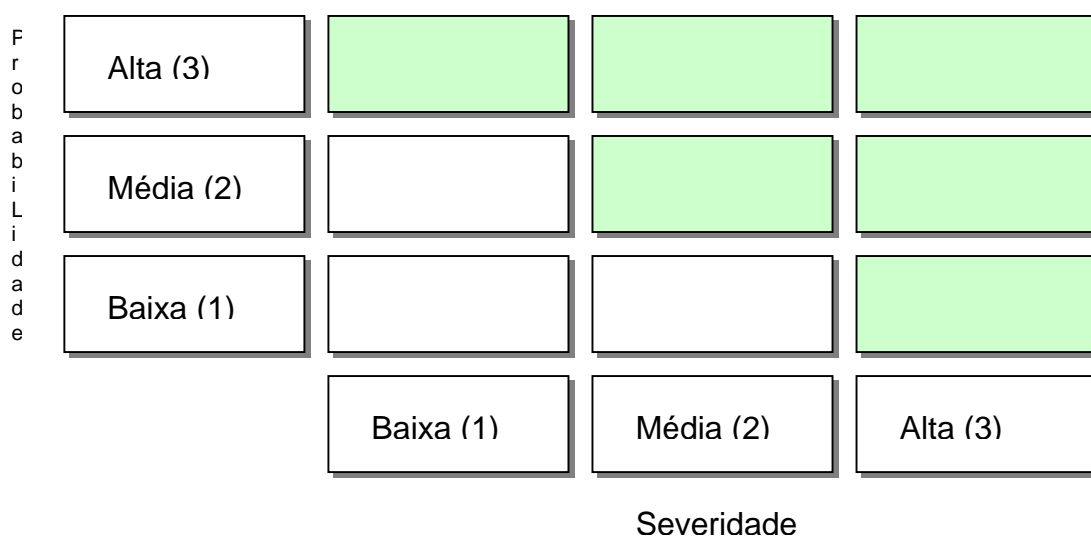 ProbabiLidade
Alta (3)
Média (2)
Baixa (1)
Baixa (1)
Média (2)
Alta (3)
Severidade